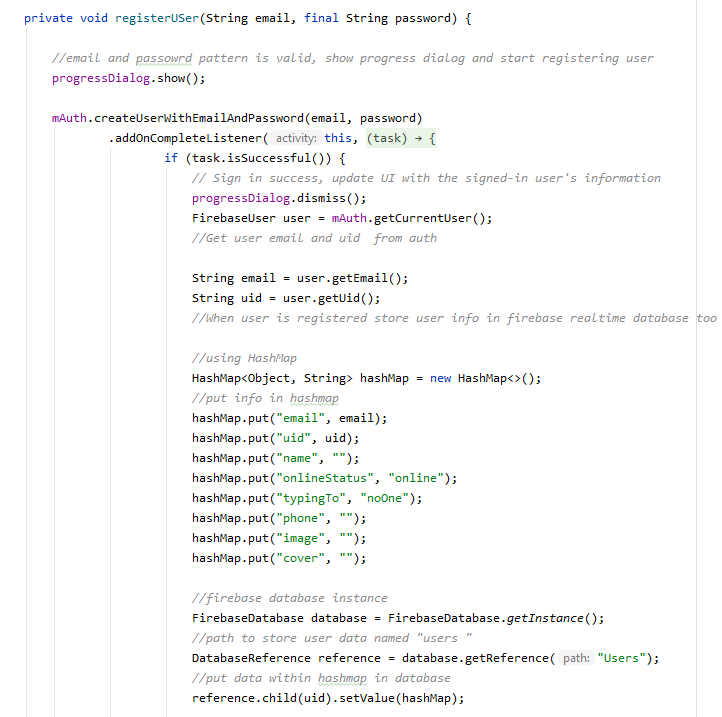 private void registerUSer(String email, final String password) {
//email and passowrd pattern is valid, show progress dialog and start registering user
progressDialog.show();
mAuth.createUserWithEmailAndPassword(email, password)
.addOnCompleteListener( activity: this, (task) → {
if (task.isSuccessful()) {
// Sign in success, update UI with the signed-in user's information
progressDialog.dismiss();
FirebaseUser user = mAuth.getCurrentUser();
//Get user email and uid  from auth
String email = user.getEmail();
String uid = user.getUid();
//When user is registered store user info in firebase realtime database too
//using HashMap
HashMap<Object, String> hashMap = new HashMap<>();
//put info in hashmap
hashMap.put("email", email);
hashMap.put("uid", uid);
hashMap.put("name", "");
hashMap.put("onlineStatus", "online");
hashMap.put("typingTo", "noOne");
hashMap.put("phone", "");
hashMap.put("image", "");
hashMap.put("cover", "");
//firebase database instance
FirebaseDatabase database = FirebaseDatabase.getInstance();
//path to store user data named "users "
DatabaseReference reference = database.getReference( path: "Users");
//put data within hashmap in database
reference.child(uid).setValue(hashMap);